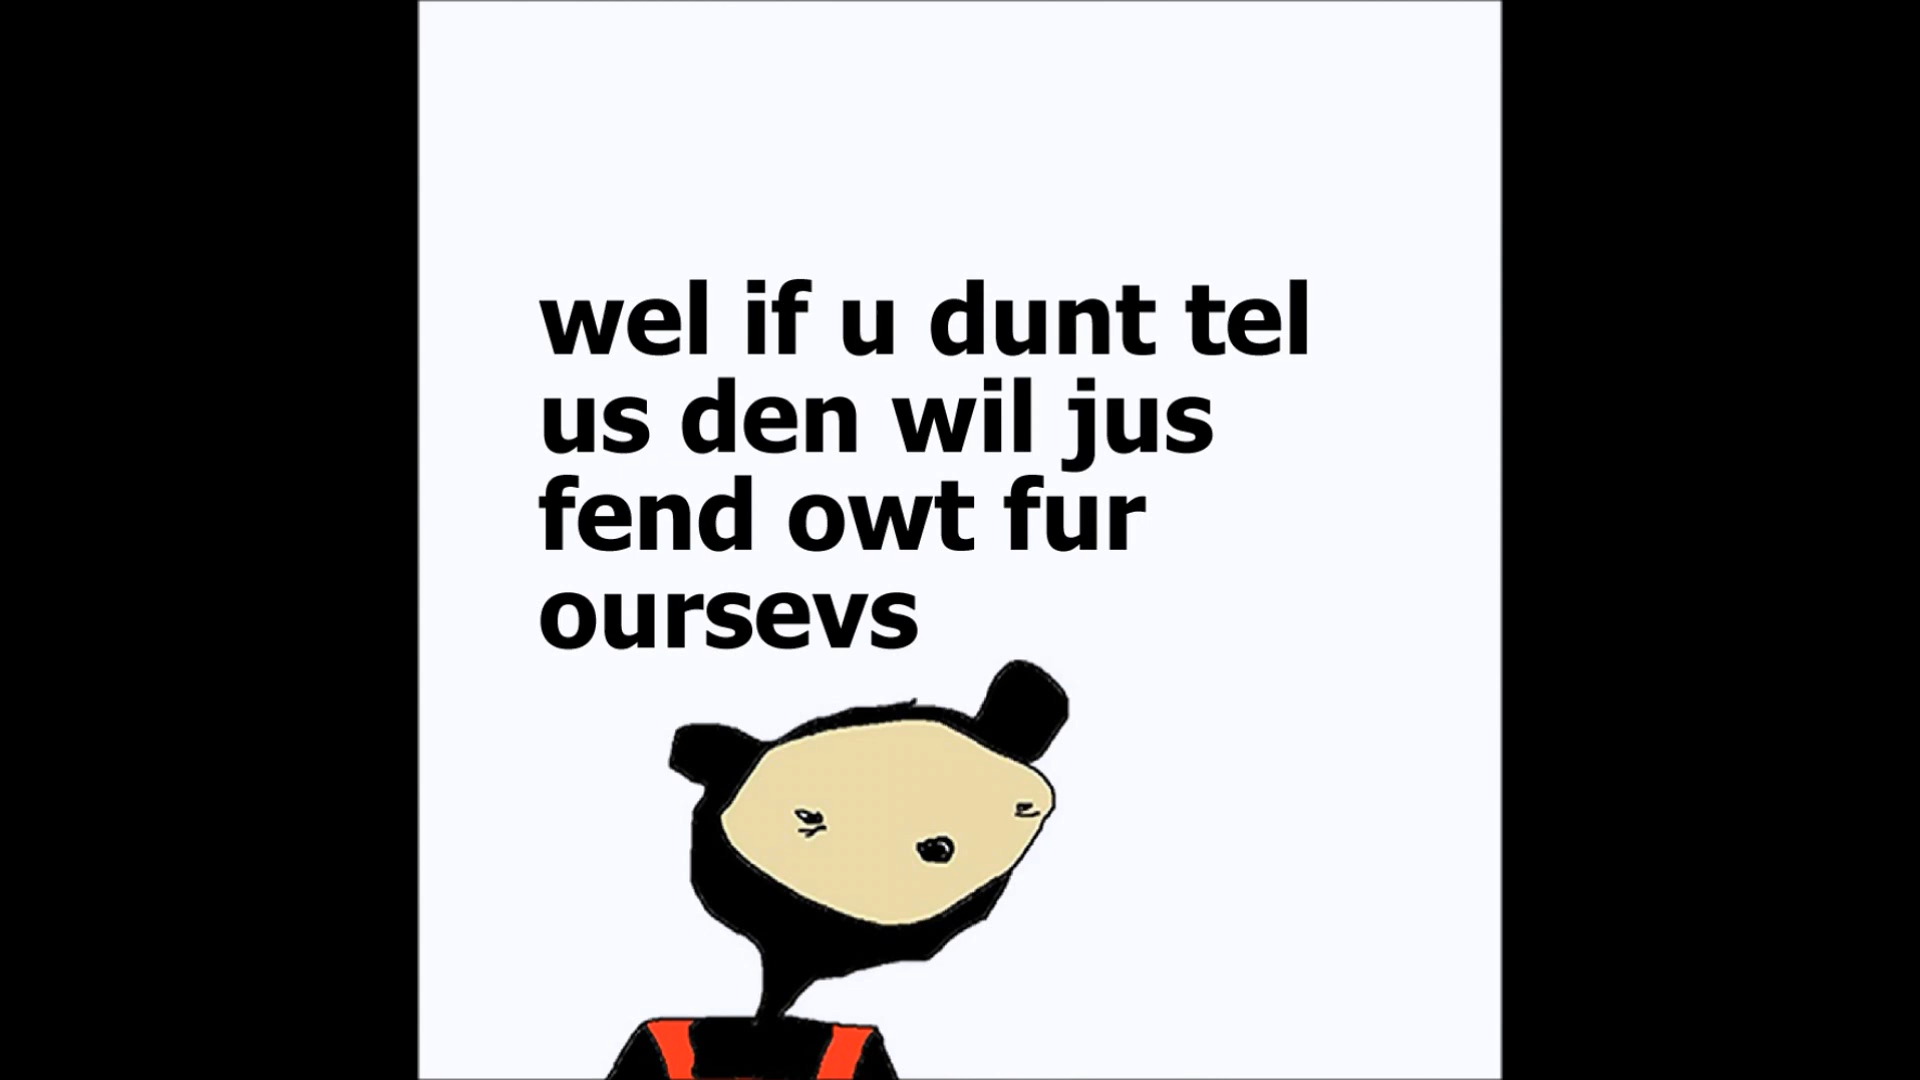 wel if u dunt tel
us den wil jus
fend owt fur
oursevs